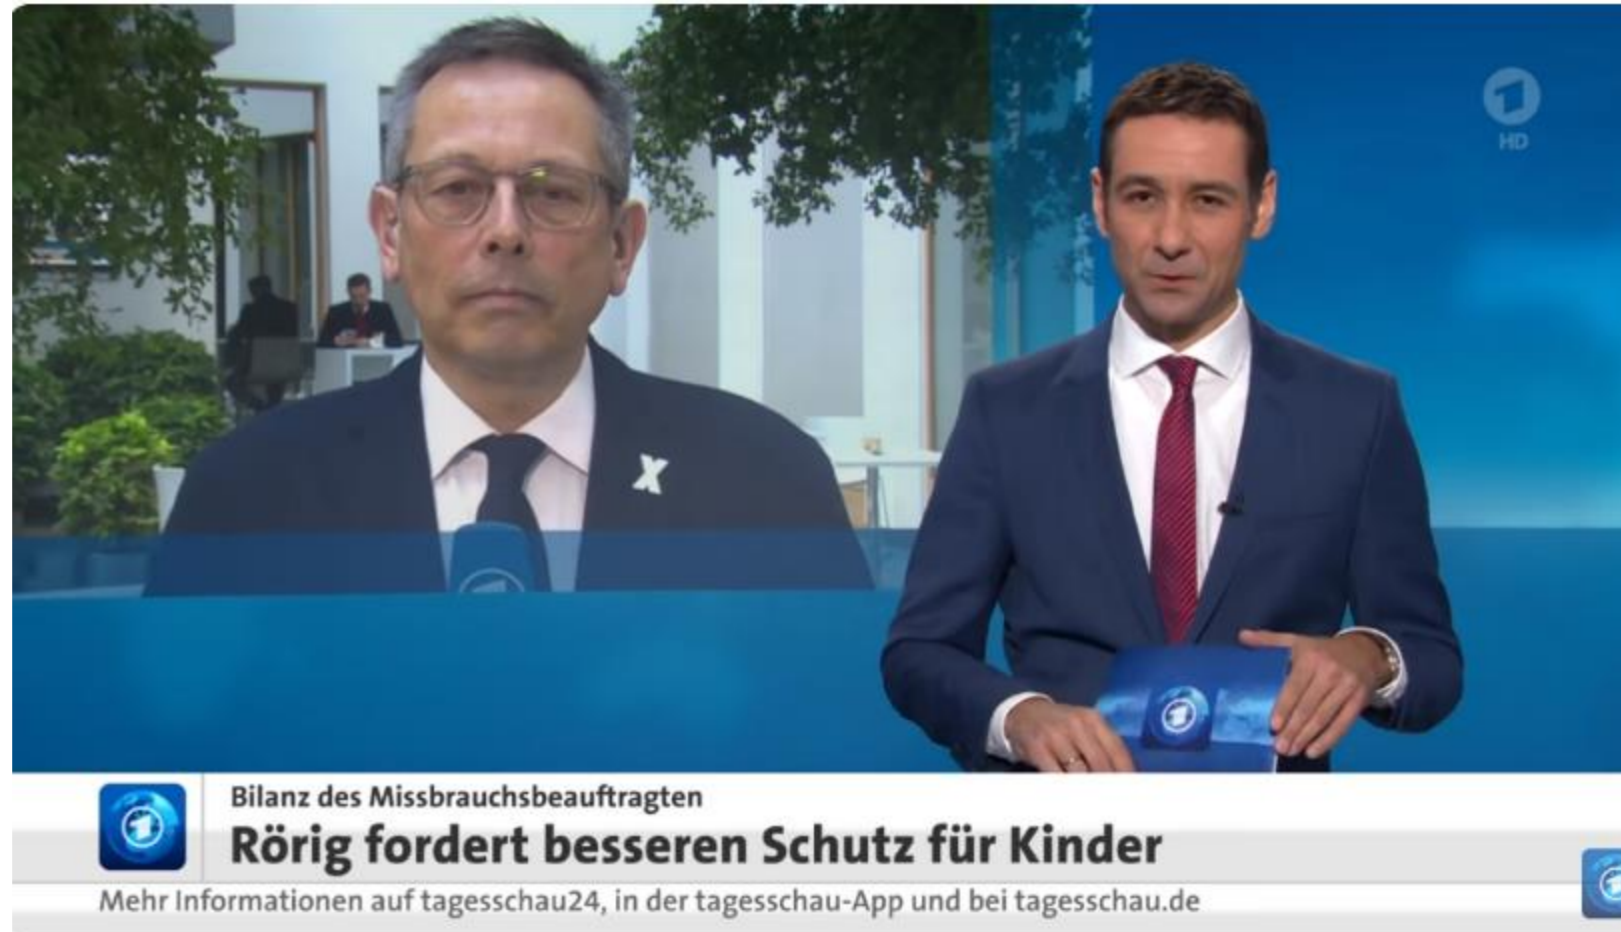 HD
Bilanz des Missbrauchsbeauftragten
Rörig fordert besseren Schutz für Kinder
Mehr Informationen auf tagesschau24, in der tagesschau-App und bei tagesschau.de